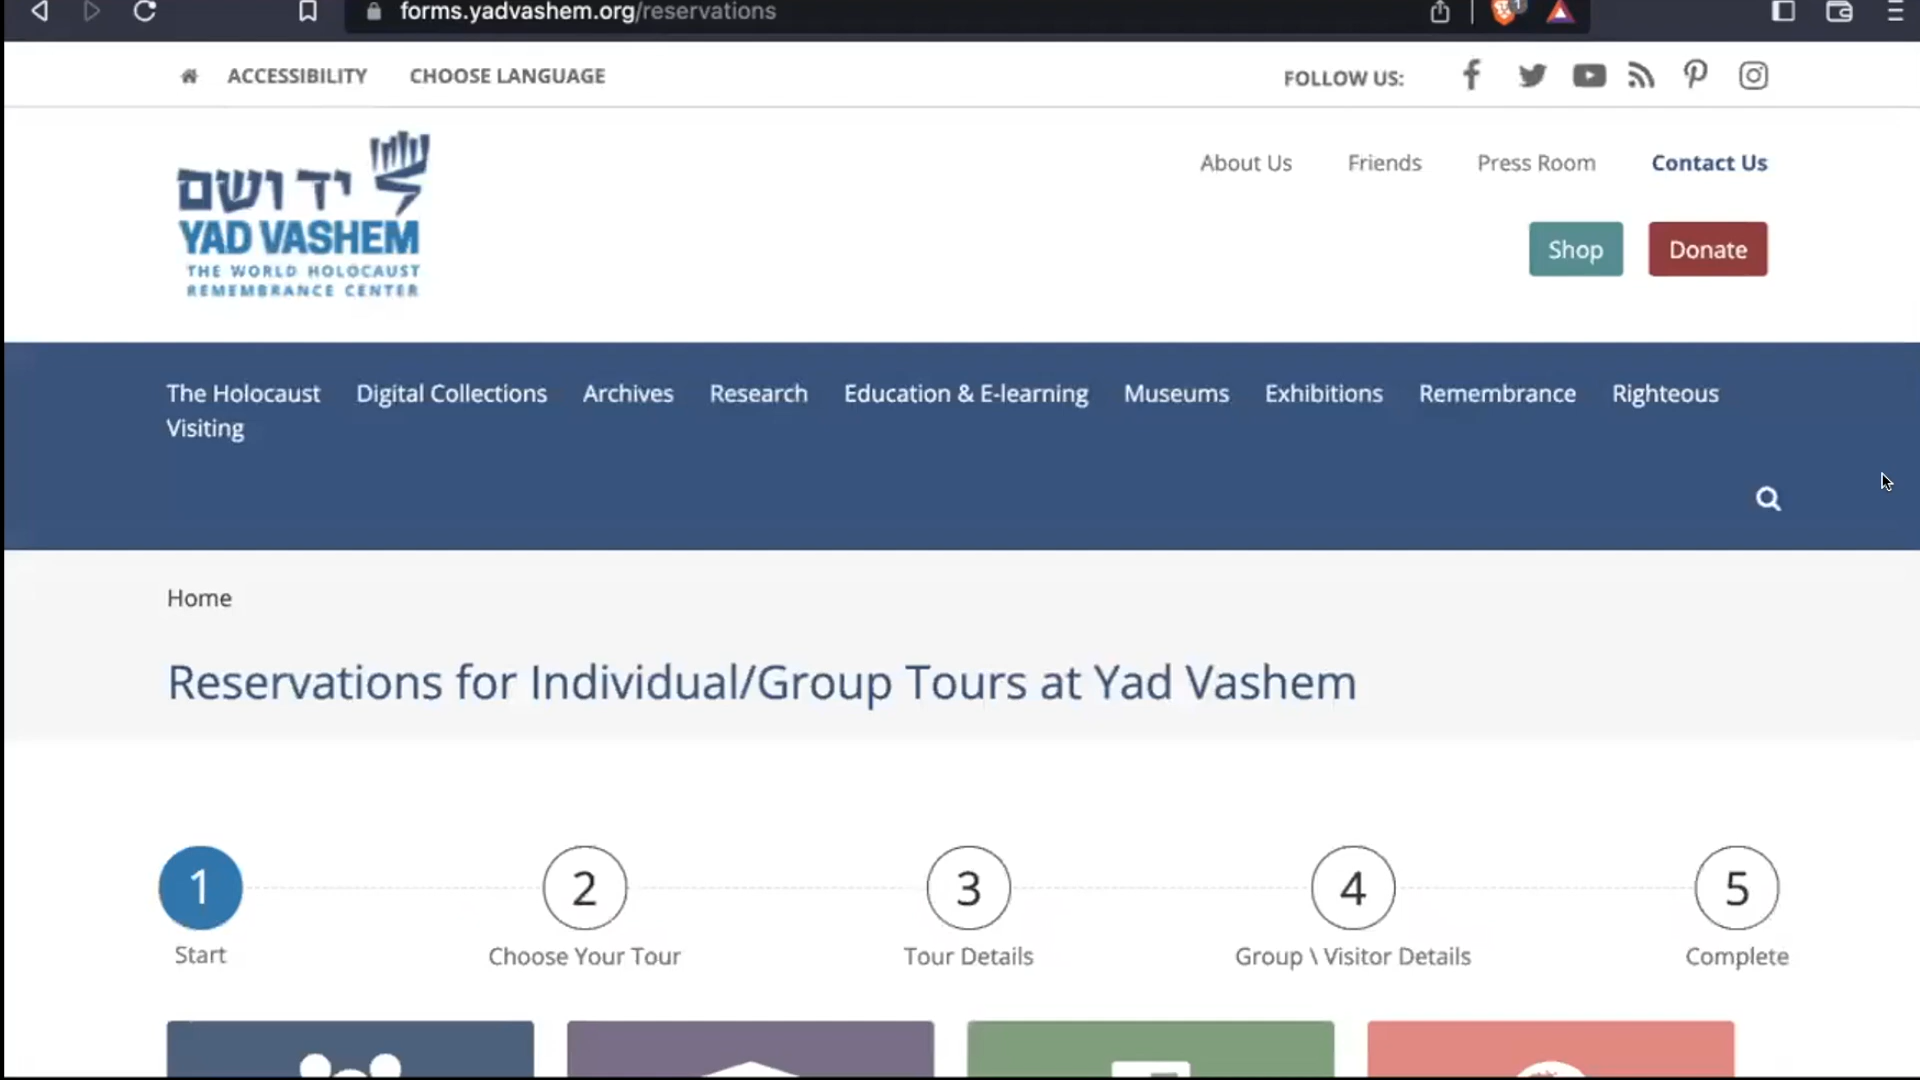 forms.yadvashem.org/reservations
1
ACCESSIBILITY CHOOSE LANGUAGE FOLLOW US:
יד ושם
YAD VASHEM
THE WORLD HOLOCAUST
REMEMBRANCE CENTER
About Us Friends Press Room Contact Us
Shop Donate
The Holocaust Digital Collections Archives Research Education & E-learning Museums Exhibitions Remembrance Righteous
Visiting
Home
Reservations for Individual/Group Tours at Yad Vashem
1 2 3 4 5
Start Choose Your Tour Tour Details Group \ Visitor Details Complete